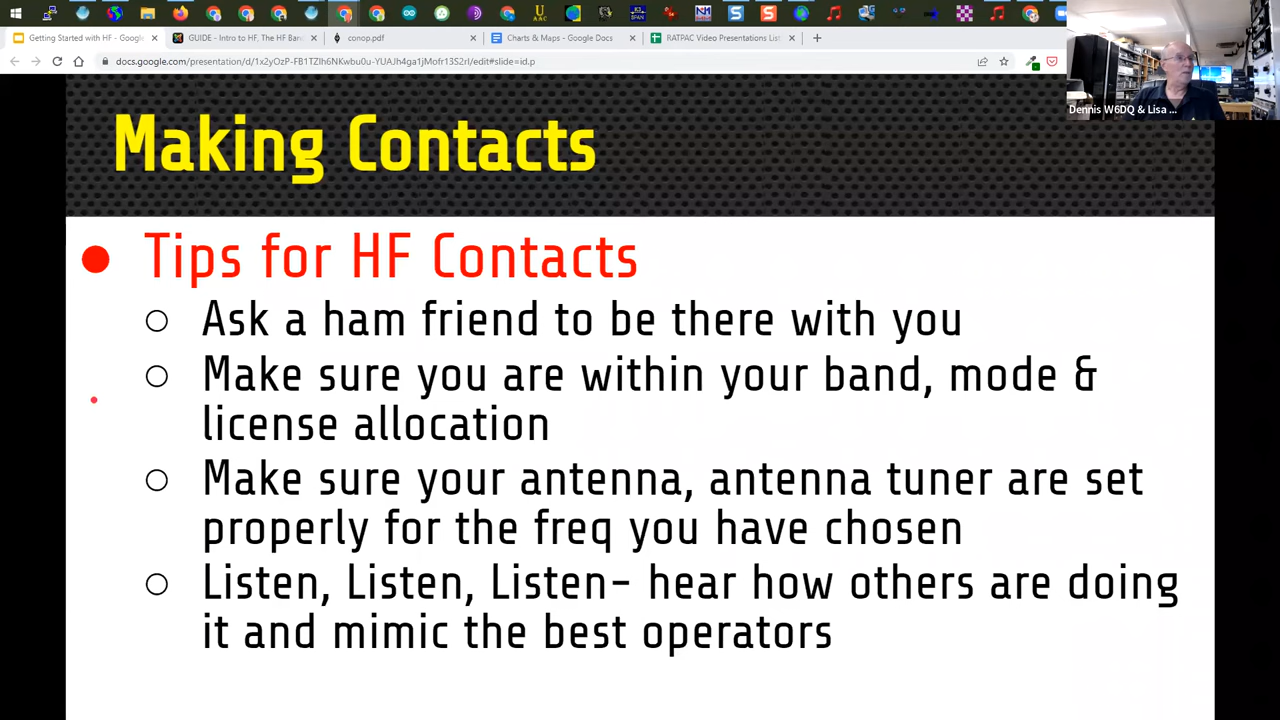 Getting Started with HF - Google
GUIDE - Intro to HF, The HF Ban
conop.pdf
Charts & Maps - Google Docs
RATPAC Video Presentations List
docs.google.com/presentation/d/1x2yOzP-FB1TZlh6NKwbu0u-YUAJh4ga1jMofr13S2rI/edit#slide=id.p
Dennis W6DQ & Lisa ...
Making Contacts
Tips for HF Contacts
Ask a ham friend to be there with you
Make sure you are within your band, mode &
license allocation
Make sure your antenna, antenna tuner are set
properly for the freq you have chosen
Listen, Listen, Listen- hear how others are doing
it and mimic the best operators